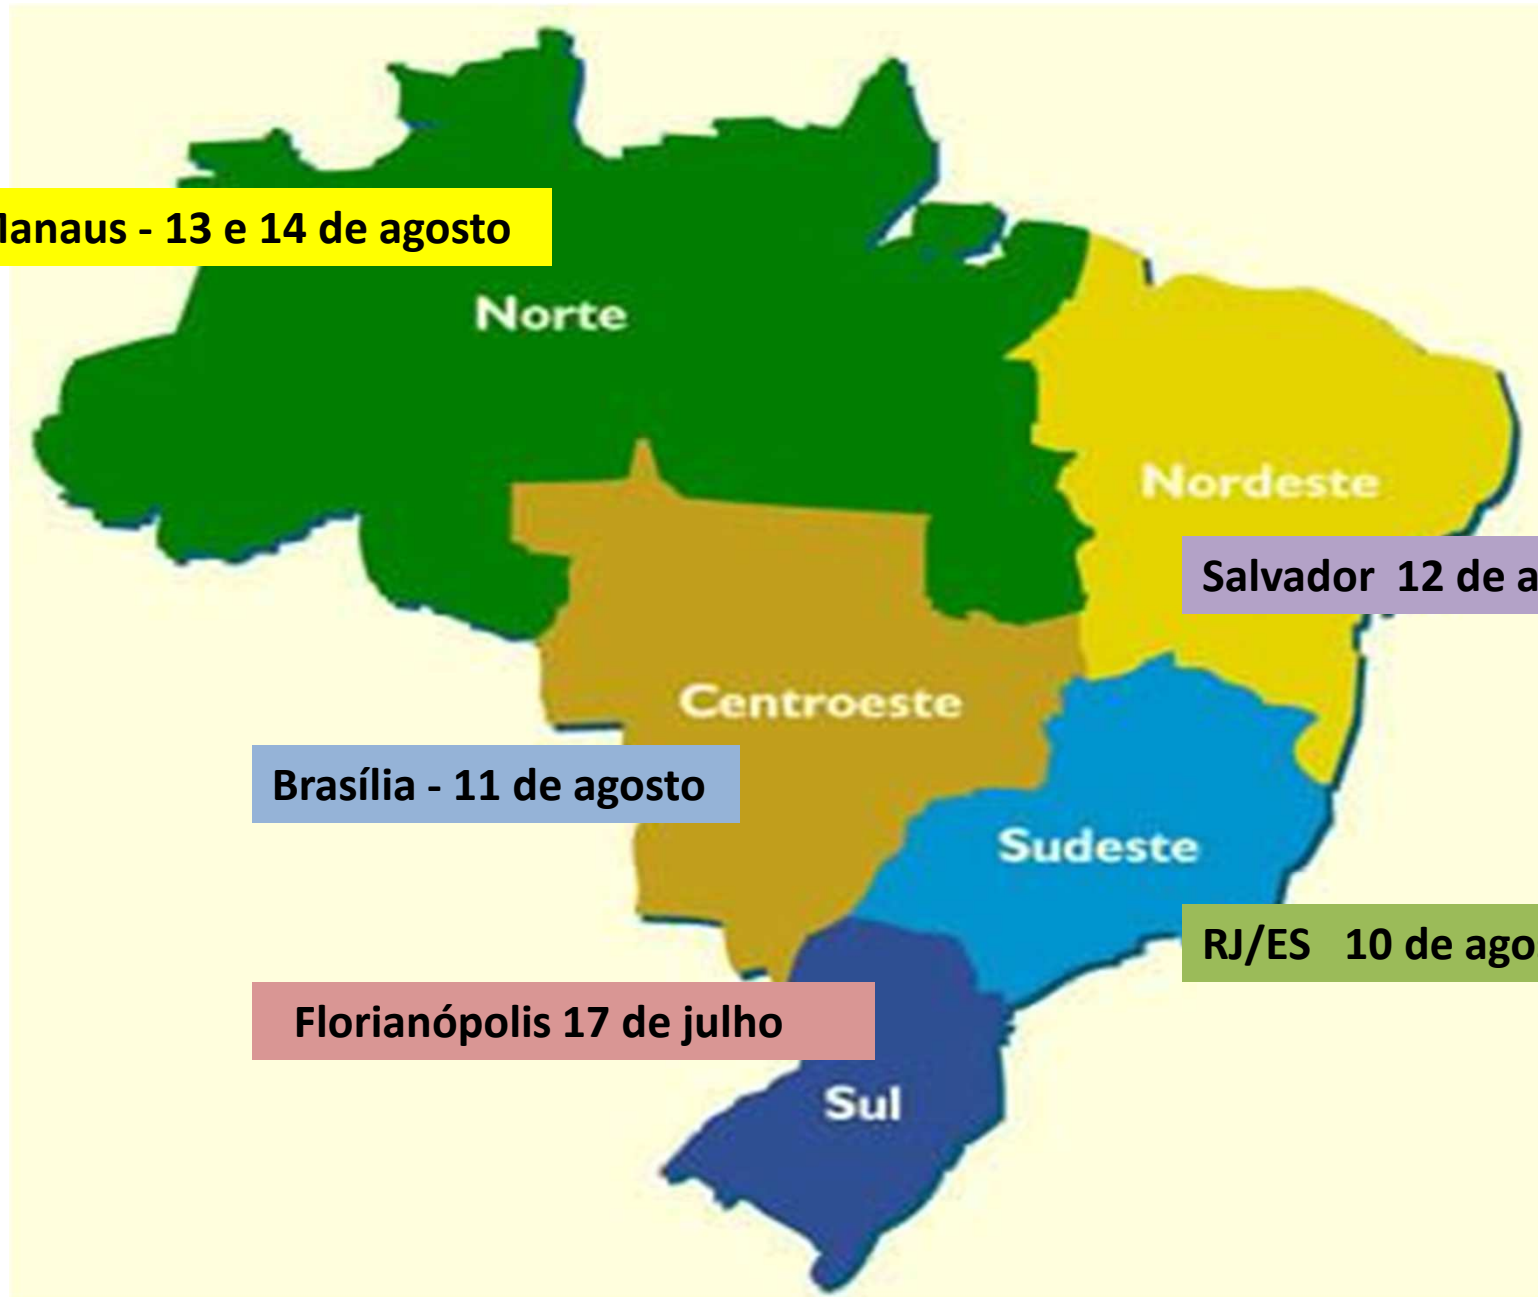 anaus - 13 e 14 de agosto
Norte
Nordeste
Salvador 12 de a
Centroeste
Brasília - 11 de agosto
Sudeste
RJ/ES 10 de ago
Florianópolis 17 de julho
Sul